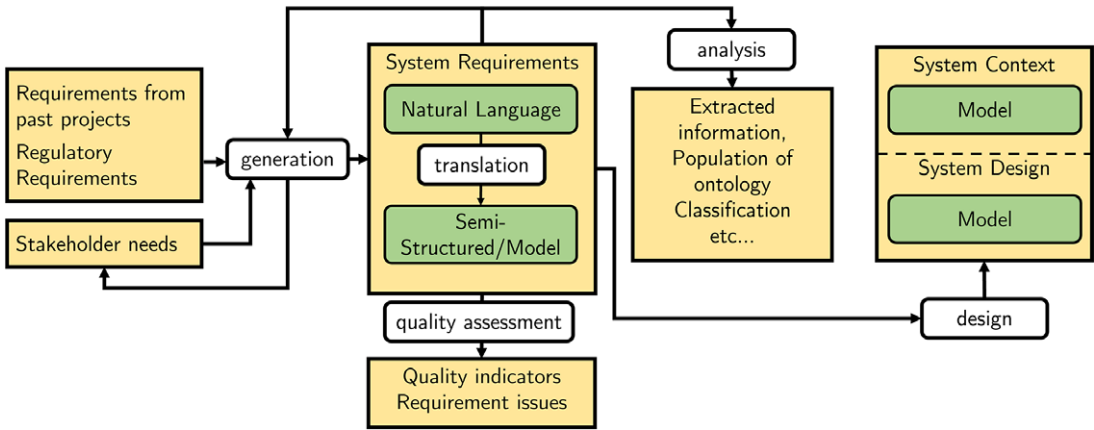 Requirements from
past projects
Regulatory
Requirements
Stakeholder needs
generation
System Requirements
Natural Language
translation
Semi-
Structured/Model
quality assessment
Quality indicators
Requirement issues
analysis
Extracted
information,
Population of
ontology
Classification
etc...
System Context
Model
System Design
Model
design